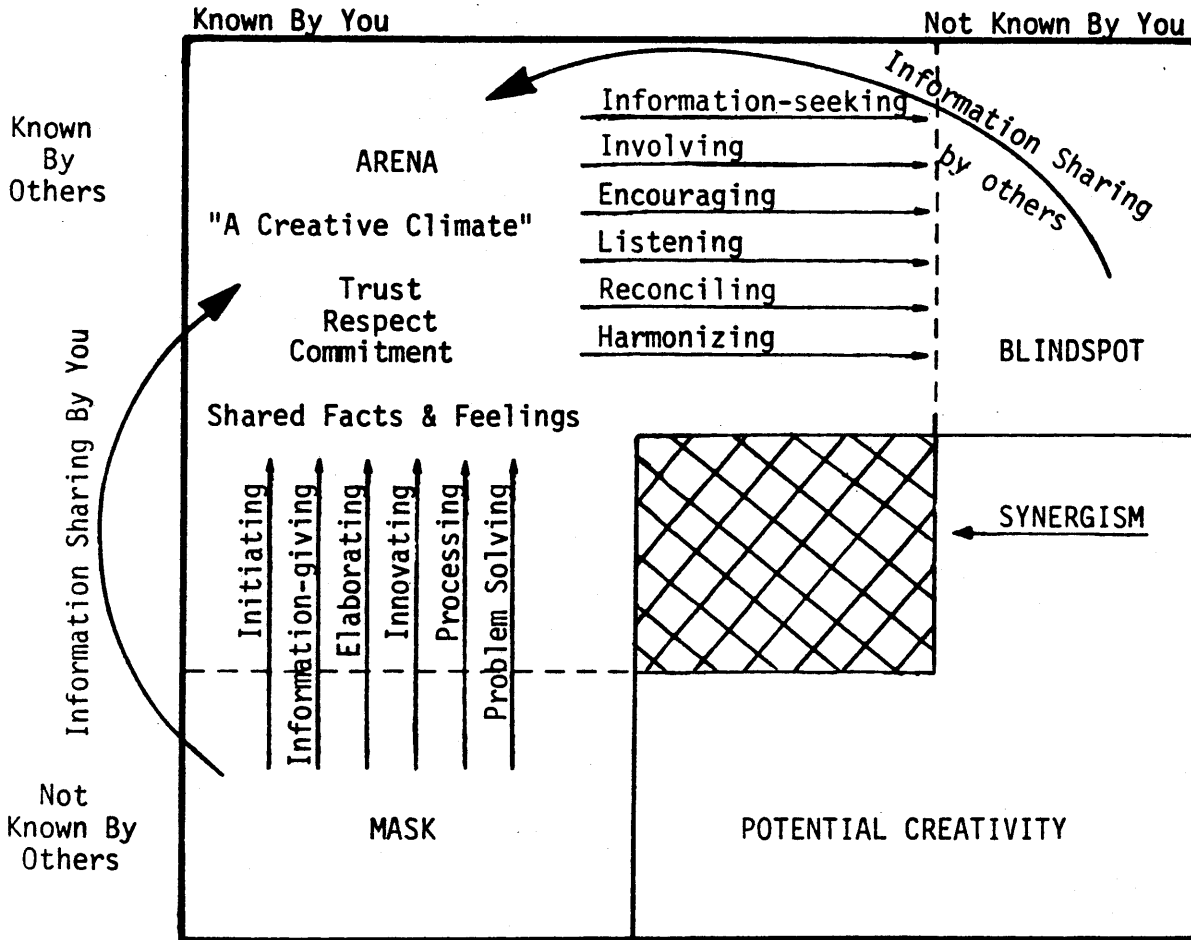 Known By You
Not Known By You
Known
By
Others
Information Sharing
by others
Information-seeking
Involving
Encouraging
Listening
Reconciling
Harmonizing
ARENA
"A Creative Climate"
Trust
Respect
Commitment
Shared Facts & Feelings
BLINDSPOT
Information Sharing By You
Initiating
Information-giving
Elaborating
Innovating
Processing
Problem Solving
SYNERGISM
Not
Known By
Others
MASK
POTENTIAL CREATIVITY